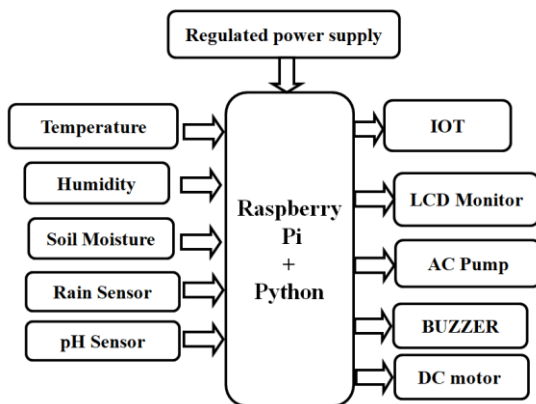 Regulated power supply
Temperature
Humidity
Soil Moisture
Rain Sensor
pH Sensor
Raspberry
Pi
+
Python
IOT
LCD Monitor
AC Pump
BUZZER
DC motor